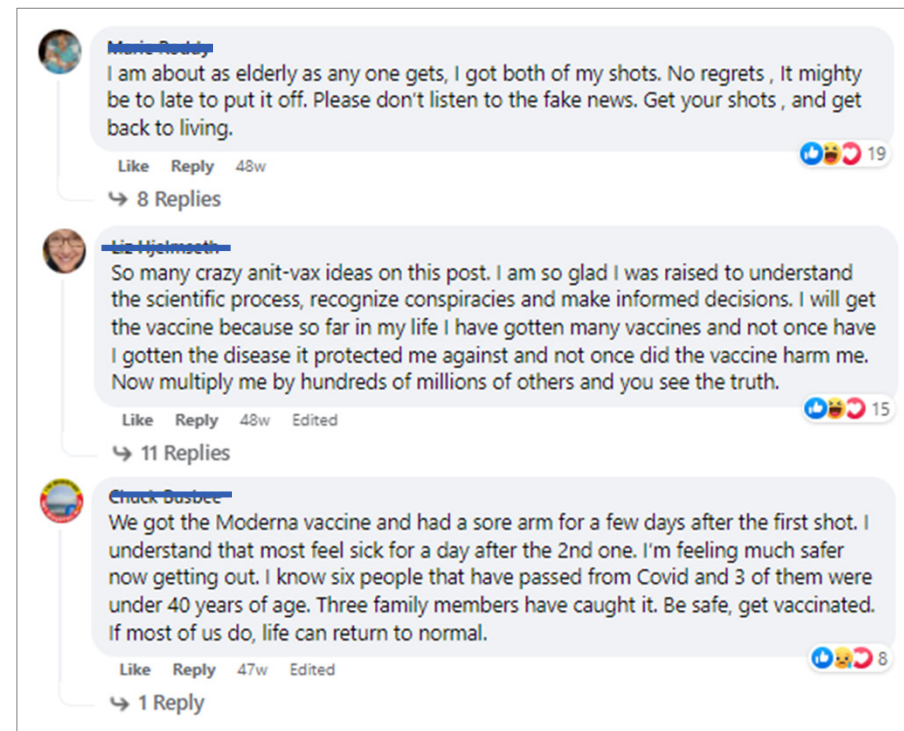 I am about as elderly as any one gets, I got both of my shots. No regrets , It mighty
be to late to put it off. Please don't listen to the fake news. Get your shots , and get
back to living.
Like Reply 48w
19
8 Replies
So many crazy anit-vax ideas on this post. I am so glad I was raised to understand
the scientific process, recognize conspiracies and make informed decisions. I will get
the vaccine because so far in my life I have gotten many vaccines and not once have
I gotten the disease it protected me against and not once did the vaccine harm me.
Now multiply me by hundreds of millions of others and you see the truth.
Like Reply 48w Edited
15
11 Replies
We got the Moderna vaccine and had a sore arm for a few days after the first shot. I
understand that most feel sick for a day after the 2nd one. I'm feeling much safer
now getting out. I know six people that have passed from Covid and 3 of them were
under 40 years of age. Three family members have caught it. Be safe, get vaccinated.
If most of us do, life can return to normal.
Like Reply 47w Edited
8
1 Reply